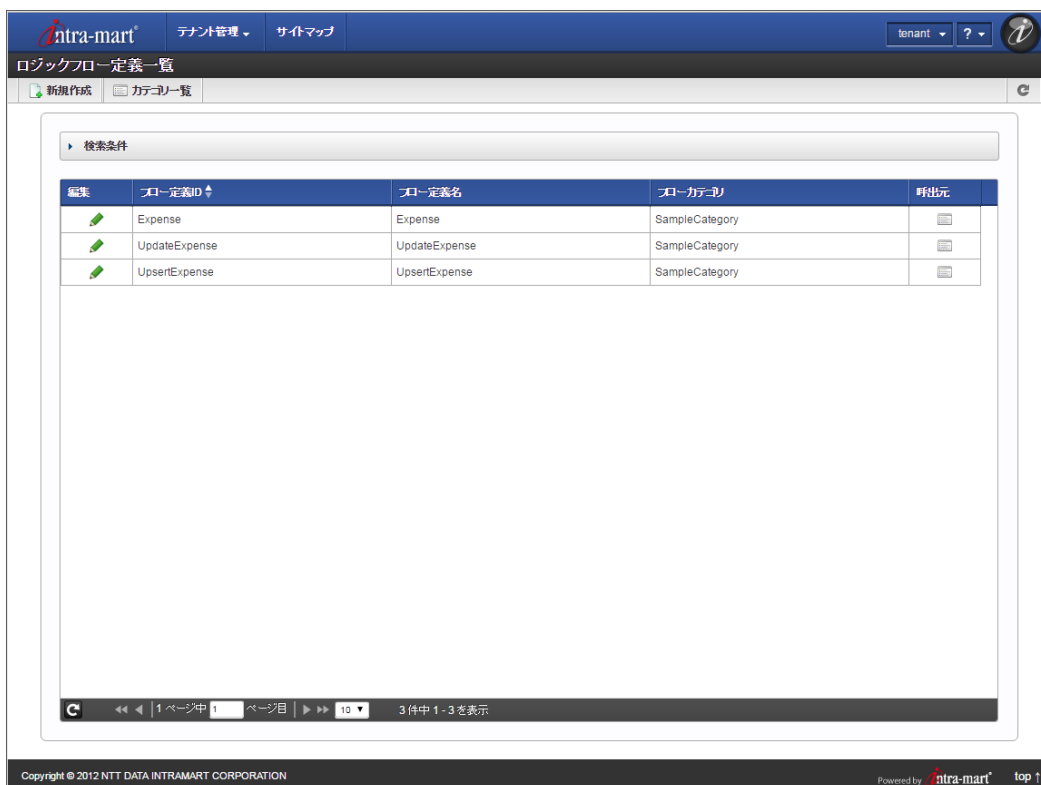 intra-mart® テナント管理 サイトマップ tenant ?
ロジックフロー定義一覧
新規作成 カテゴリ一覧
検索条件
編集 フロー定義ID フロー定義名 フローカテゴリ 呼出元
Expense Expense SampleCategory
UpdateExpense UpdateExpense SampleCategory
UpsertExpense UpsertExpense SampleCategory
1 ページ中 1 ページ目 10 3 件中 1 - 3 を表示
Copyright © 2012 NTT DATA INTRAMART CORPORATION Powered by intra-mart® top ↑